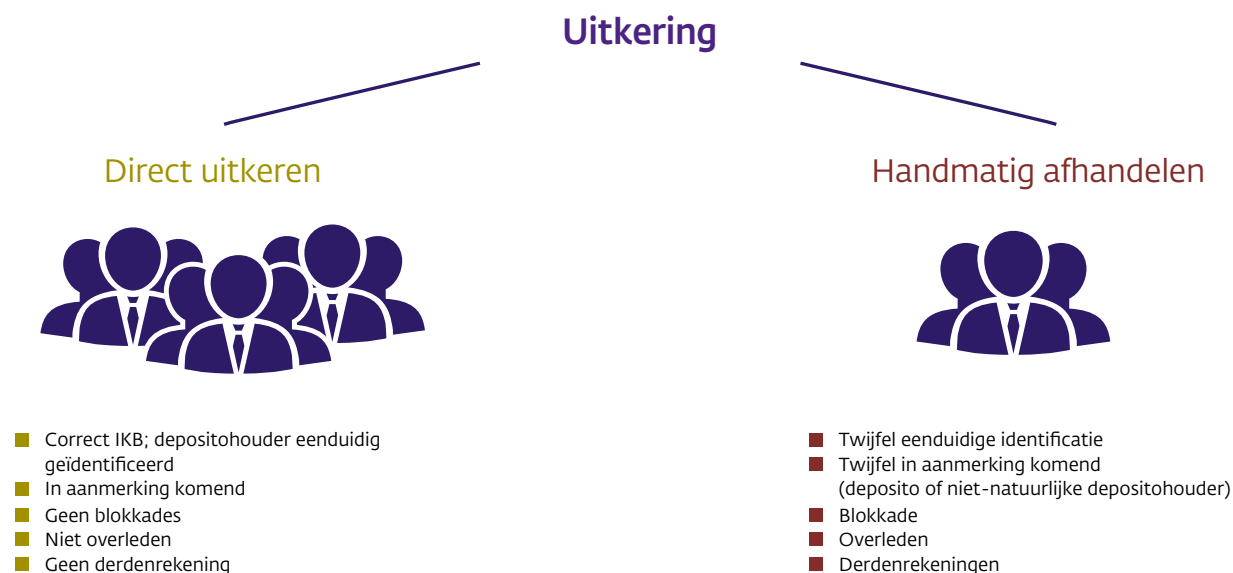 Uitkering
Direct uitkeren
Correct IKB; depositohouder eenduidig
geïdentificeerd
In aanmerking komend
Geen blokkades
Niet overleden
Geen derdenrekening
Handmatig afhandelen
Twijfel eenduidige identificatie
Twijfel in aanmerking komend
(deposito of niet-natuurlijke depositohouder)
Blokkade
Overleden
Derdenrekeningen